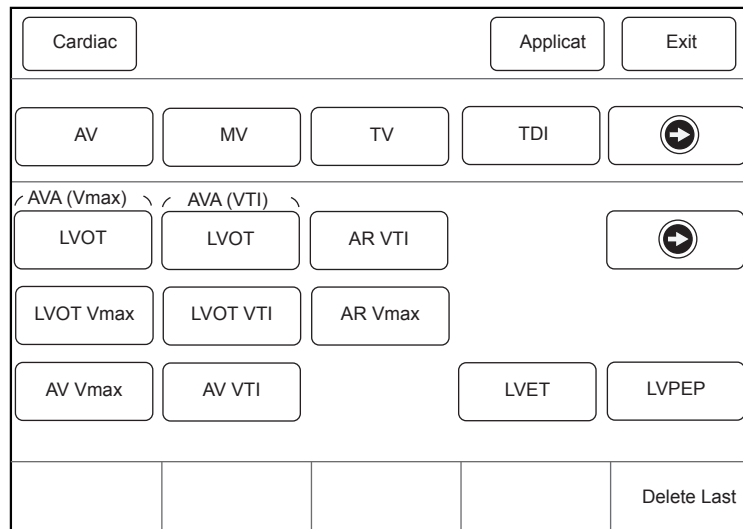 Cardiac Applicat Exit
AV MV TV TDI
AVA (Vmax) AVA (VTI)
LVOT LVOT AR VTI
LVOT Vmax LVOT VTI AR Vmax
AV Vmax AV VTI LVET LVPEP
Delete Last